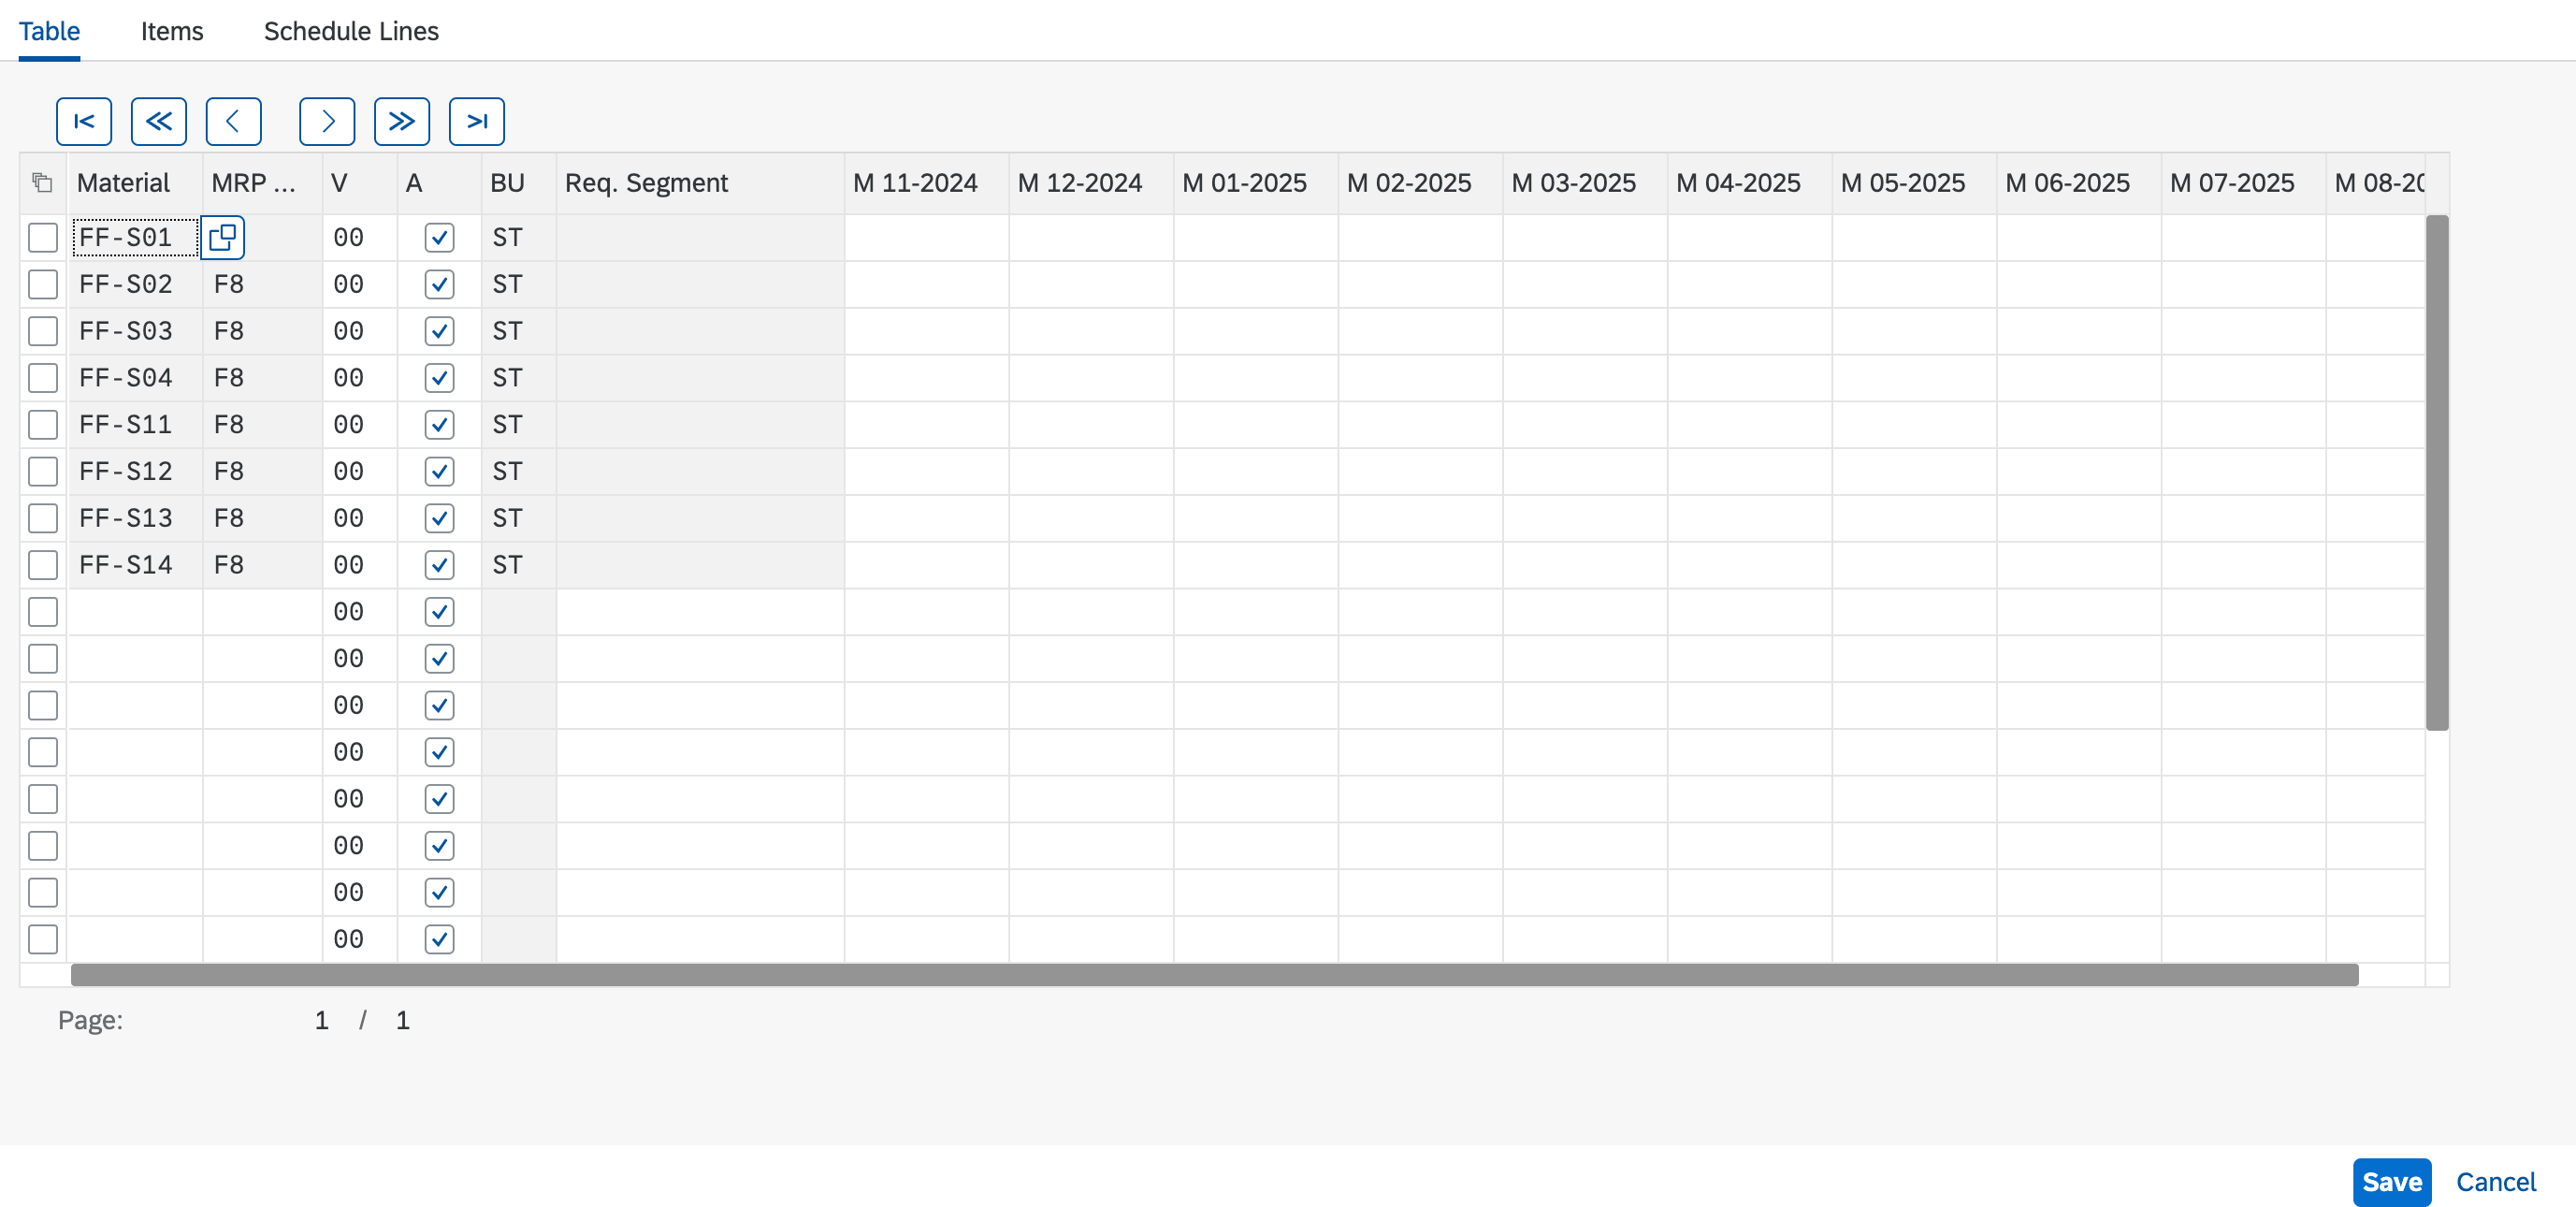 Table Items Schedule Lines
Material MRP ... V A BU Req. Segment M 11-2024 M 12-2024 M 01-2025 M 02-2025 M 03-2025 M 04-2025 M 05-2025 M 06-2025 M 07-2025 M 08-20
FF-S01 00 ST
FF-S02 F8 00 ST
FF-S03 F8 00 ST
FF-S04 F8 00 ST
FF-S11 F8 00 ST
FF-S12 F8 00 ST
FF-S13 F8 00 ST
FF-S14 F8 00 ST
00
00
00
00
00
00
00
00
Page: 1 / 1
Save Cancel